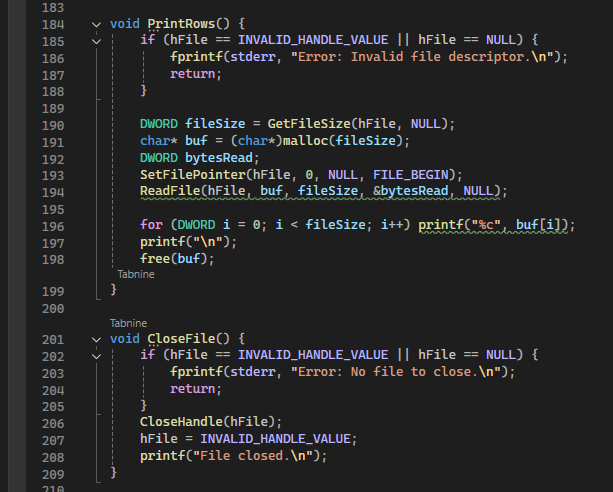 183
184 void PrintRows() {
185 if (hFile == INVALID_HANDLE_VALUE || hFile == NULL) {
186 fprintf(stderr, "Error: Invalid file descriptor.\n");
187 return;
188 }
189
190 DWORD fileSize = GetFileSize(hFile, NULL);
191 char* buf = (char*)malloc(fileSize);
192 DWORD bytesRead;
193 SetFilePointer(hFile, 0, NULL, FILE_BEGIN);
194 ReadFile(hFile, buf, fileSize, &bytesRead, NULL);
195
196 for (DWORD i = 0; i < fileSize; i++) printf("%c", buf[i]);
197 printf("\n");
198 free(buf);
Tabnine
199 }
200
Tabnine
201 void CloseFile() {
202 if (hFile == INVALID_HANDLE_VALUE || hFile == NULL) {
203 fprintf(stderr, "Error: No file to close.\n");
204 return;
205 }
206 CloseHandle(hFile);
207 hFile = INVALID_HANDLE_VALUE;
208 printf("File closed.\n");
209 }
210